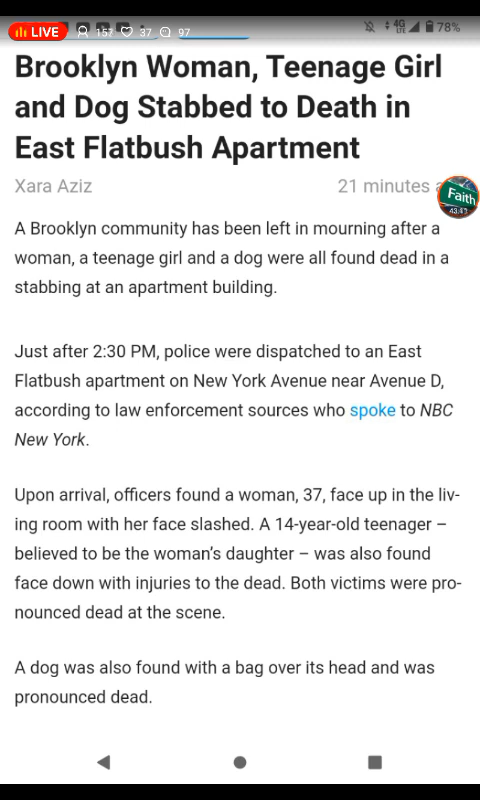 LIVE 152 37 97 4G LTE 78%
Brooklyn Woman, Teenage Girl
and Dog Stabbed to Death in
East Flatbush Apartment
Xara Aziz 21 minutes
Faith
43:43
A Brooklyn community has been left in mourning after a
woman, a teenage girl and a dog were all found dead in a
stabbing at an apartment building.
Just after 2:30 PM, police were dispatched to an East
Flatbush apartment on New York Avenue near Avenue D,
according to law enforcement sources who spoke to NBC
New York.
Upon arrival, officers found a woman, 37, face up in the liv-
ing room with her face slashed. A 14-year-old teenager –
believed to be the woman's daughter – was also found
face down with injuries to the dead. Both victims were pro-
nounced dead at the scene.
A dog was also found with a bag over its head and was
pronounced dead.